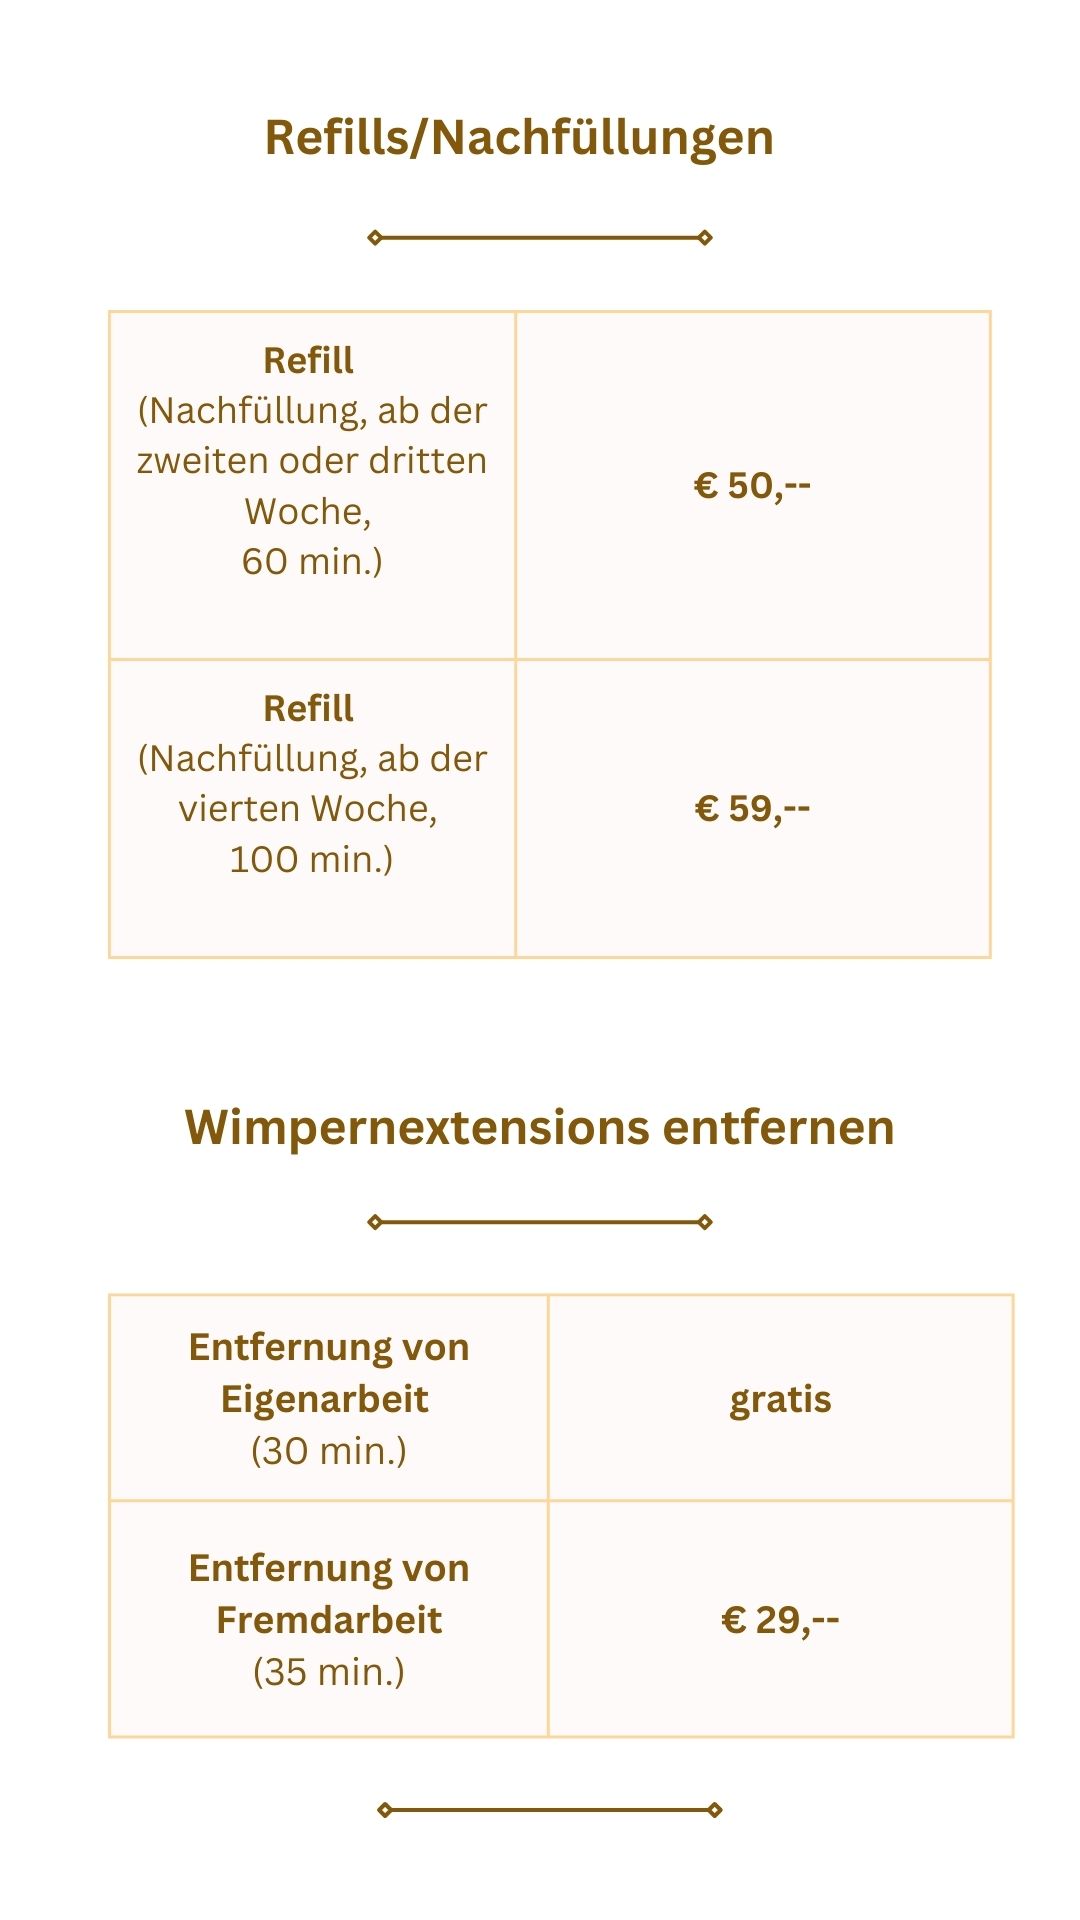 Refills/Nachfüllungen
Refill
(Nachfüllung, ab der
zweiten oder dritten
Woche,
60 min.)
€ 50,--
Refill
(Nachfüllung, ab der
vierten Woche,
100 min.)
€ 59,--
Wimpernextensions entfernen
Entfernung von
Eigenarbeit
(30 min.)
gratis
Entfernung von
Fremdarbeit
(35 min.)
€ 29,--